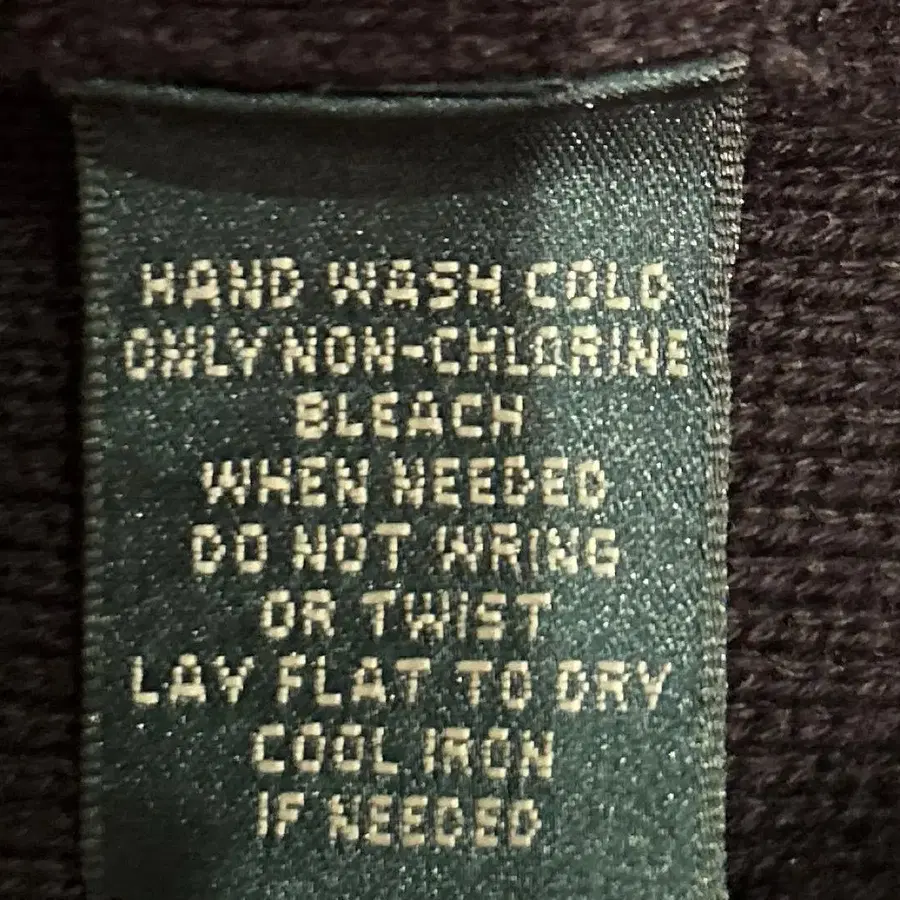 HAND WASH COLD
ONLY NON-CHLORINE
BLEACH
WHEN NEEDED
DO NOT WRING
OR TWIST
LAY FLAT TO DRY
COOL IRON
IF NEEDED